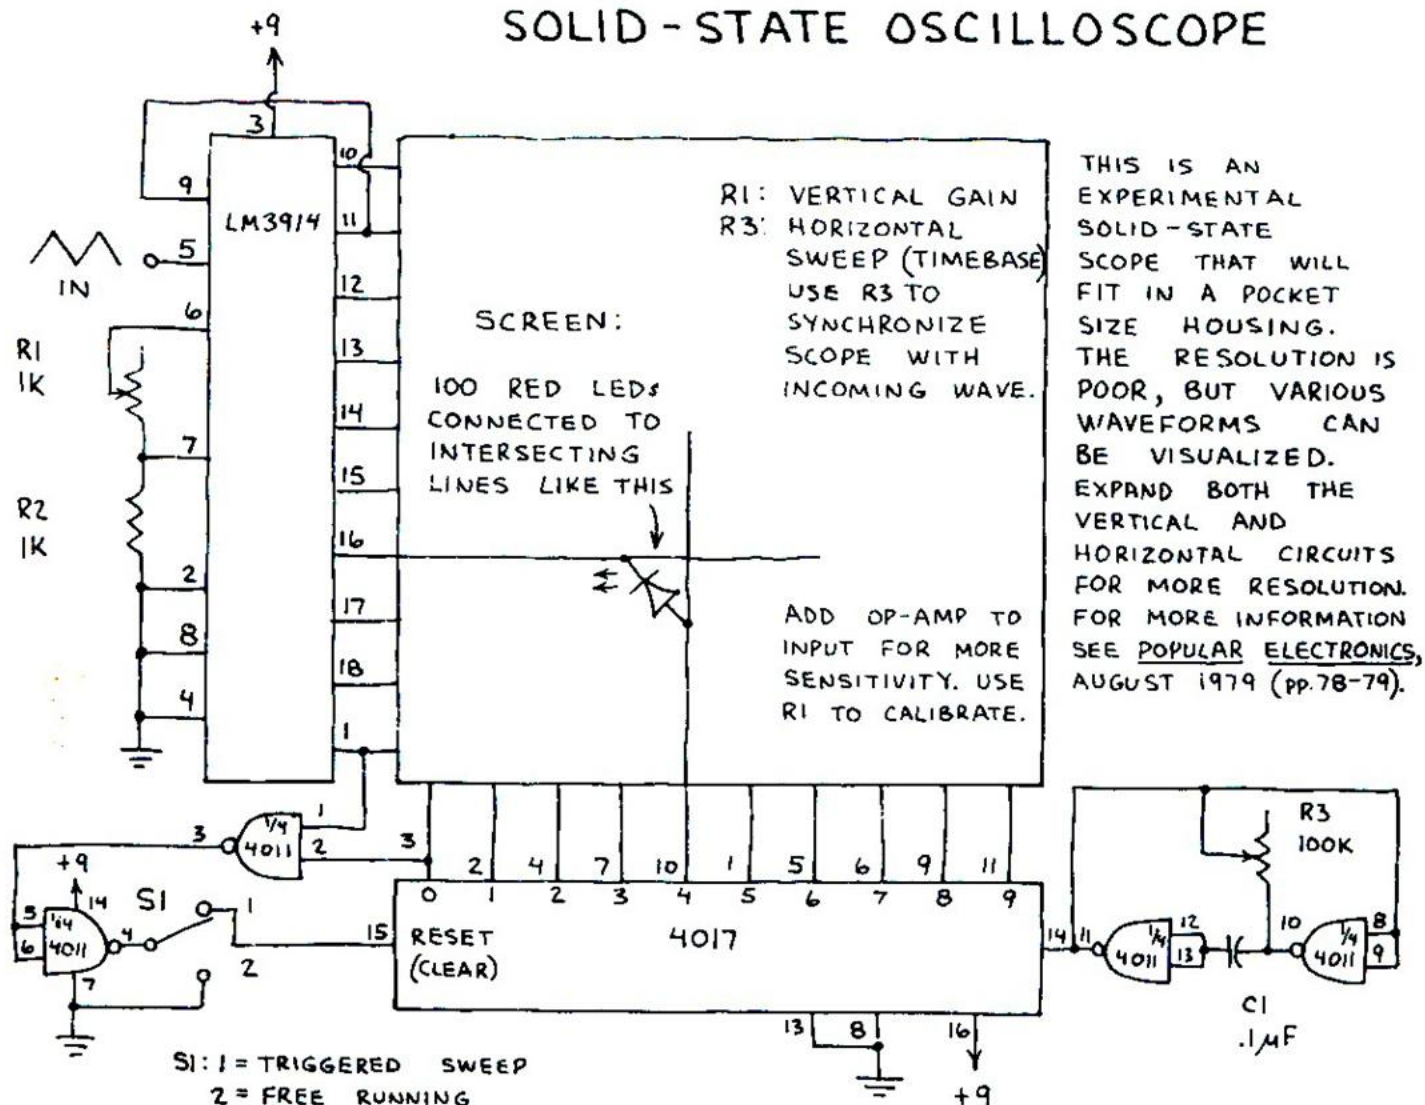 SOLID-STATE OSCILLOSCOPE
+9
3
9
5
IN
6
R1
1K
7
R2
1K
2
8
4
LM3914
10
11
12
13
14
15
16
17
18
1
SCREEN:
100 RED LEDs
CONNECTED TO
INTERSECTING
LINES LIKE THIS
R1: VERTICAL GAIN
R3: HORIZONTAL
SWEEP (TIMEBASE)
USE R3 TO
SYNCHRONIZE
SCOPE WITH
INCOMING WAVE.
ADD OP-AMP TO
INPUT FOR MORE
SENSITIVITY. USE
R1 TO CALIBRATE.
THIS IS AN
EXPERIMENTAL
SOLID-STATE
SCOPE THAT WILL
FIT IN A POCKET
SIZE HOUSING.
THE RESOLUTION IS
POOR, BUT VARIOUS
WAVEFORMS CAN
BE VISUALIZED.
EXPAND BOTH THE
VERTICAL AND
HORIZONTAL CIRCUITS
FOR MORE RESOLUTION.
FOR MORE INFORMATION
SEE POPULAR ELECTRONICS,
AUGUST 1979 (pp.78-79).
3 1/4 4011 1 2
+9
14
5 6 1/4 4011 4
7
S1
1
2
3 2 4 7 10 1 5 6 9 11
0 1 2 3 4 5 6 7 8 9
15 RESET
(CLEAR)
4017
14
13 8 16
+9
11 1/4 4011 12 13
10 1/4 4011 8 9
R3
100K
C1
.1µF
S1: 1 = TRIGGERED SWEEP
2 = FREE RUNNING